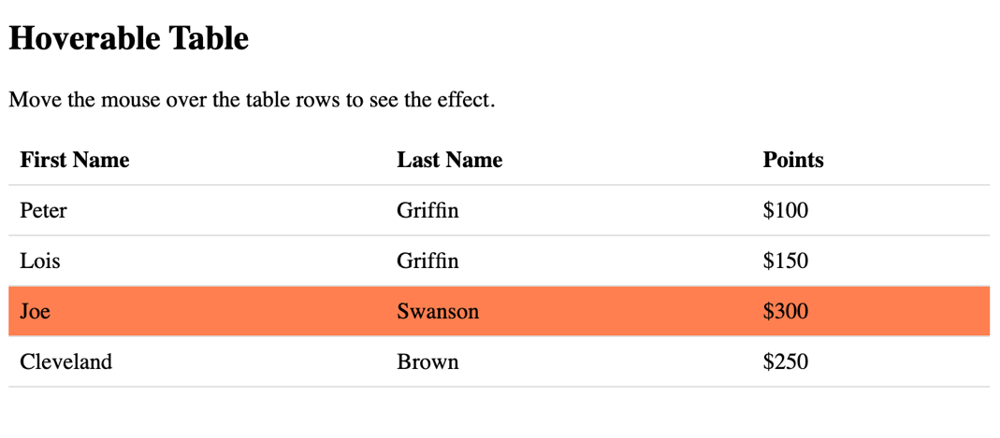 Hoverable Table
Move the mouse over the table rows to see the effect.
First Name Last Name Points
Peter Griffin $100
Lois Griffin $150
Joe Swanson $300
Cleveland Brown $250